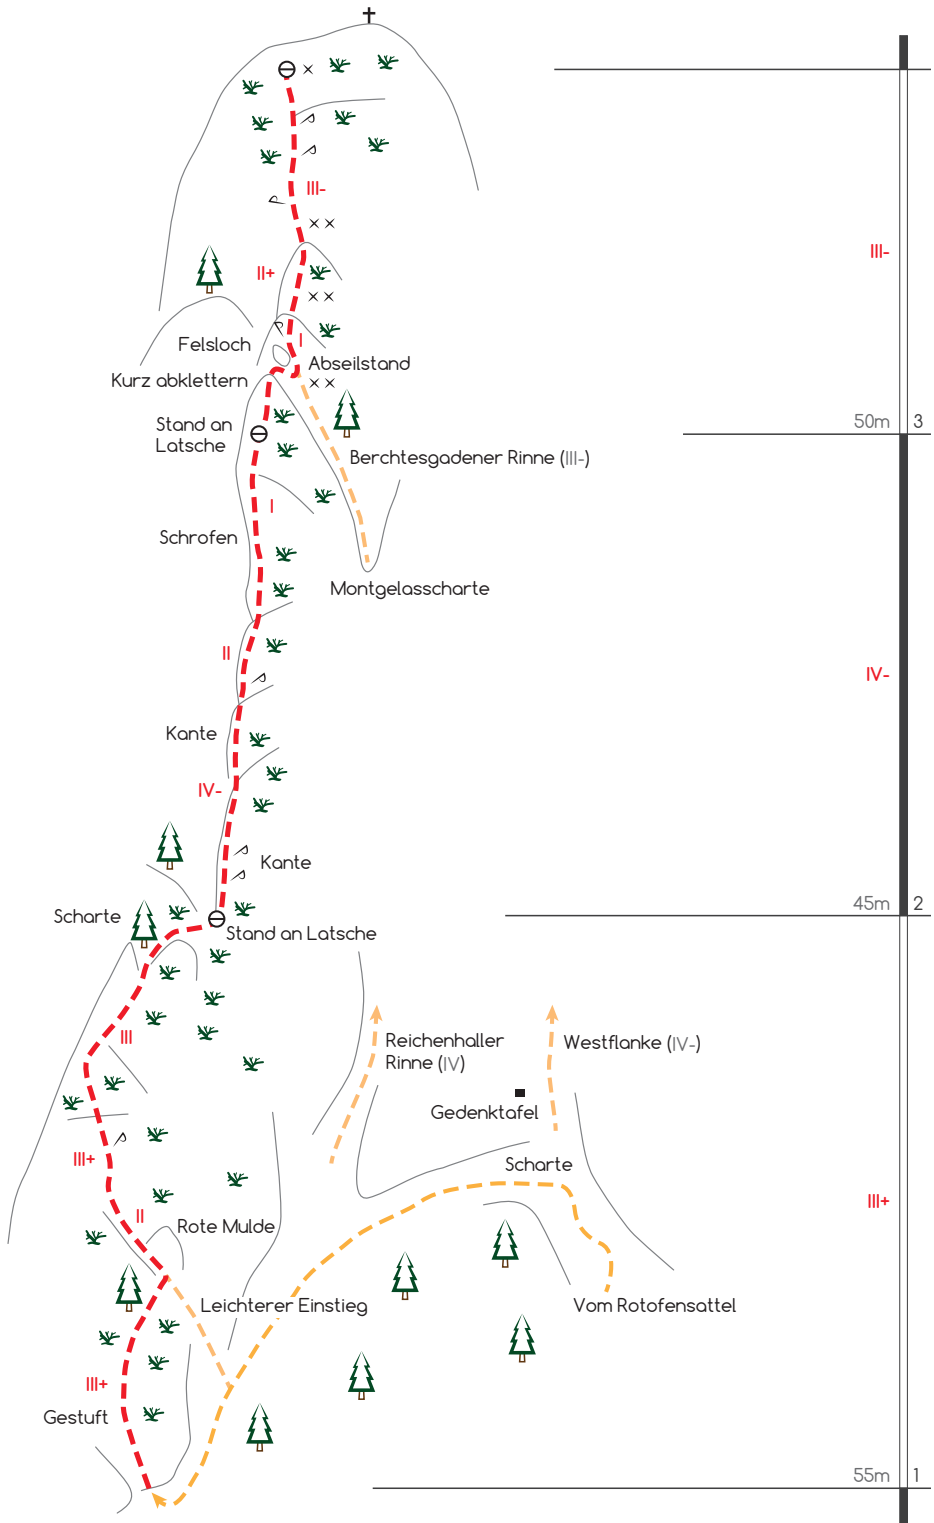 III-
III-
II+
Felsloch
I
Abseilstand
Kurz abklettern
Stand an
Latsche
50m
3
Berchtesgadener Rinne (III-)
I
Schrofen
Montgelasscharte
II
IV-
Kante
IV-
Kante
45m
2
Scharte
Stand an Latsche
III
Reichenhaller
Rinne (IV)
Westflanke (IV-)
Gedenktafel
III+
Scharte
III+
II
Rote Mulde
Leichterer Einstieg
Vom Rotofensattel
III+
Gestuft
55m
1